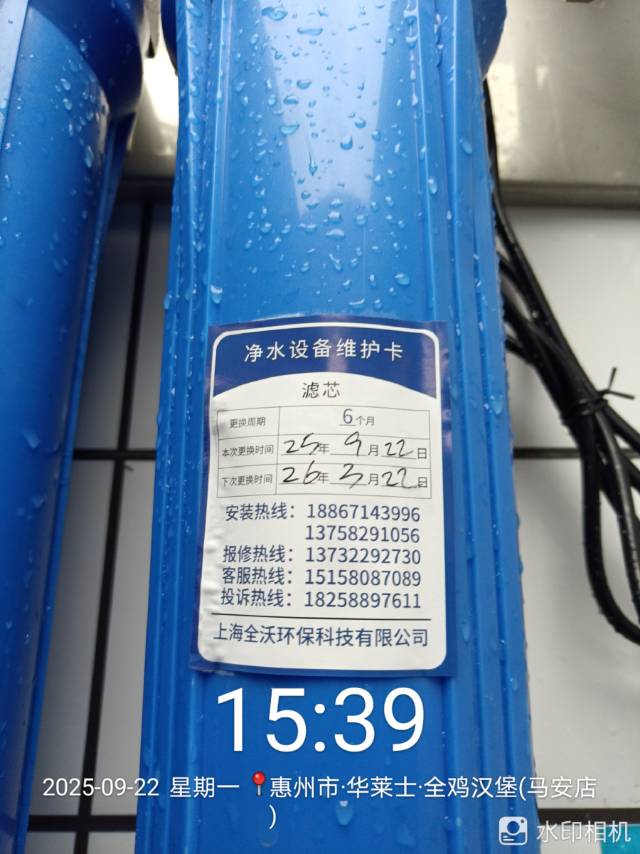 净水设备维护卡
滤芯
更换周期 6个月
本次更换时间 25年 9月22日
下次更换时间 26年 3月22日
安装热线：18867143996
13758291056
报修热线：13732292730
客服热线：15158087089
投诉热线：18258897611
上海全沃环保科技有限公司
15:39
2025-09-22 星期一 📍惠州市·华莱士·全鸡汉堡(马安店
)
水印相机